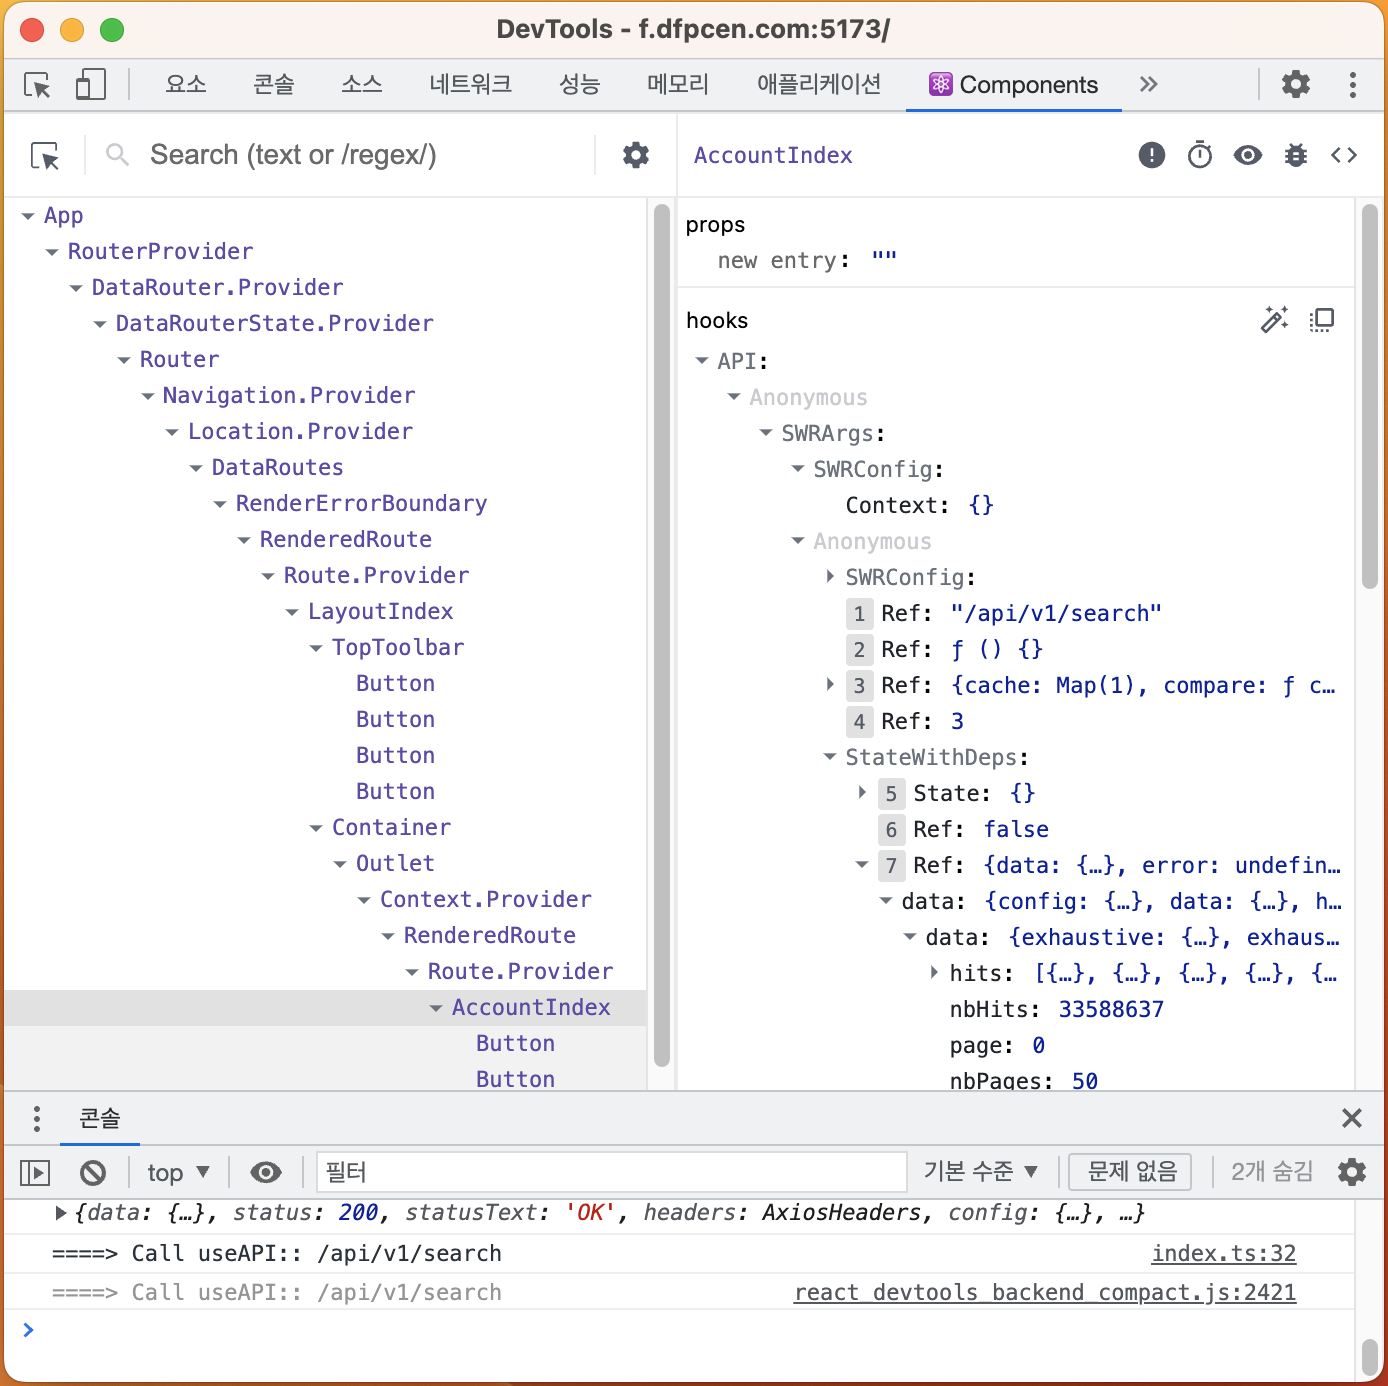 DevTools - f.dfpcen.com:5173/
요소 콘솔 소스 네트워크 성능 메모리 애플리케이션 Components
Search (text or /regex/)
App
RouterProvider
DataRouter.Provider
DataRouterState.Provider
Router
Navigation.Provider
Location.Provider
DataRoutes
RenderErrorBoundary
RenderedRoute
Route.Provider
LayoutIndex
TopToolbar
Button
Button
Button
Button
Container
Outlet
Context.Provider
RenderedRoute
Route.Provider
AccountIndex
Button
Button
AccountIndex
props
new entry: ""
hooks
API:
Anonymous
SWRArgs:
SWRConfig:
Context: {}
Anonymous
SWRConfig:
1 Ref: "/api/v1/search"
2 Ref: ƒ () {}
3 Ref: {cache: Map(1), compare: ƒ c…
4 Ref: 3
StateWithDeps:
5 State: {}
6 Ref: false
7 Ref: {data: {…}, error: undefin…
data: {config: {…}, data: {…}, h…
data: {exhaustive: {…}, exhaus…
hits: [{…}, {…}, {…}, {…}, {…
nbHits: 33588637
page: 0
nbPages: 50
콘솔
top ▼ 필터 기본 수준 ▼ 문제 없음 2개 숨김
{data: {…}, status: 200, statusText: 'OK', headers: AxiosHeaders, config: {…}, …}
====> Call useAPI:: /api/v1/search index.ts:32
====> Call useAPI:: /api/v1/search react_devtools_backend_compact.js:2421
>